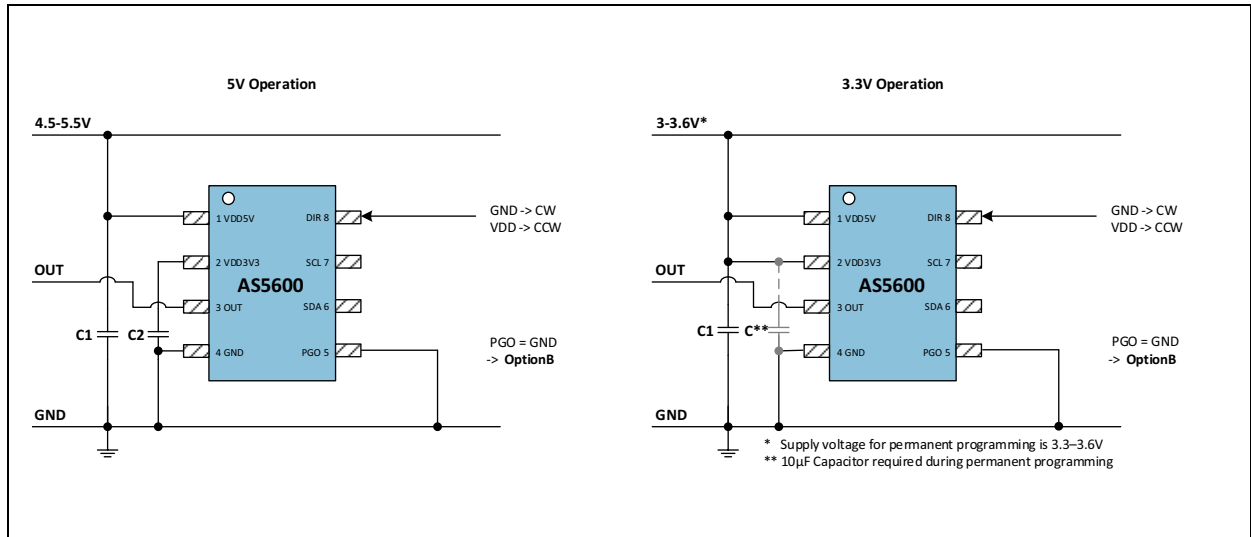 5V Operation
4.5-5.5V
1 VDD5V
DIR 8
GND -> CW
VDD -> CCW
2 VDD3V3
SCL 7
OUT
AS5600
3 OUT
SDA 6
C1
C2
4 GND
PGO 5
PGO = GND
-> OptionB
GND
3.3V Operation
3-3.6V*
1 VDD5V
DIR 8
GND -> CW
VDD -> CCW
2 VDD3V3
SCL 7
OUT
AS5600
3 OUT
SDA 6
C1
C**
4 GND
PGO 5
PGO = GND
-> OptionB
GND
* Supply voltage for permanent programming is 3.3–3.6V
** 10µF Capacitor required during permanent programming